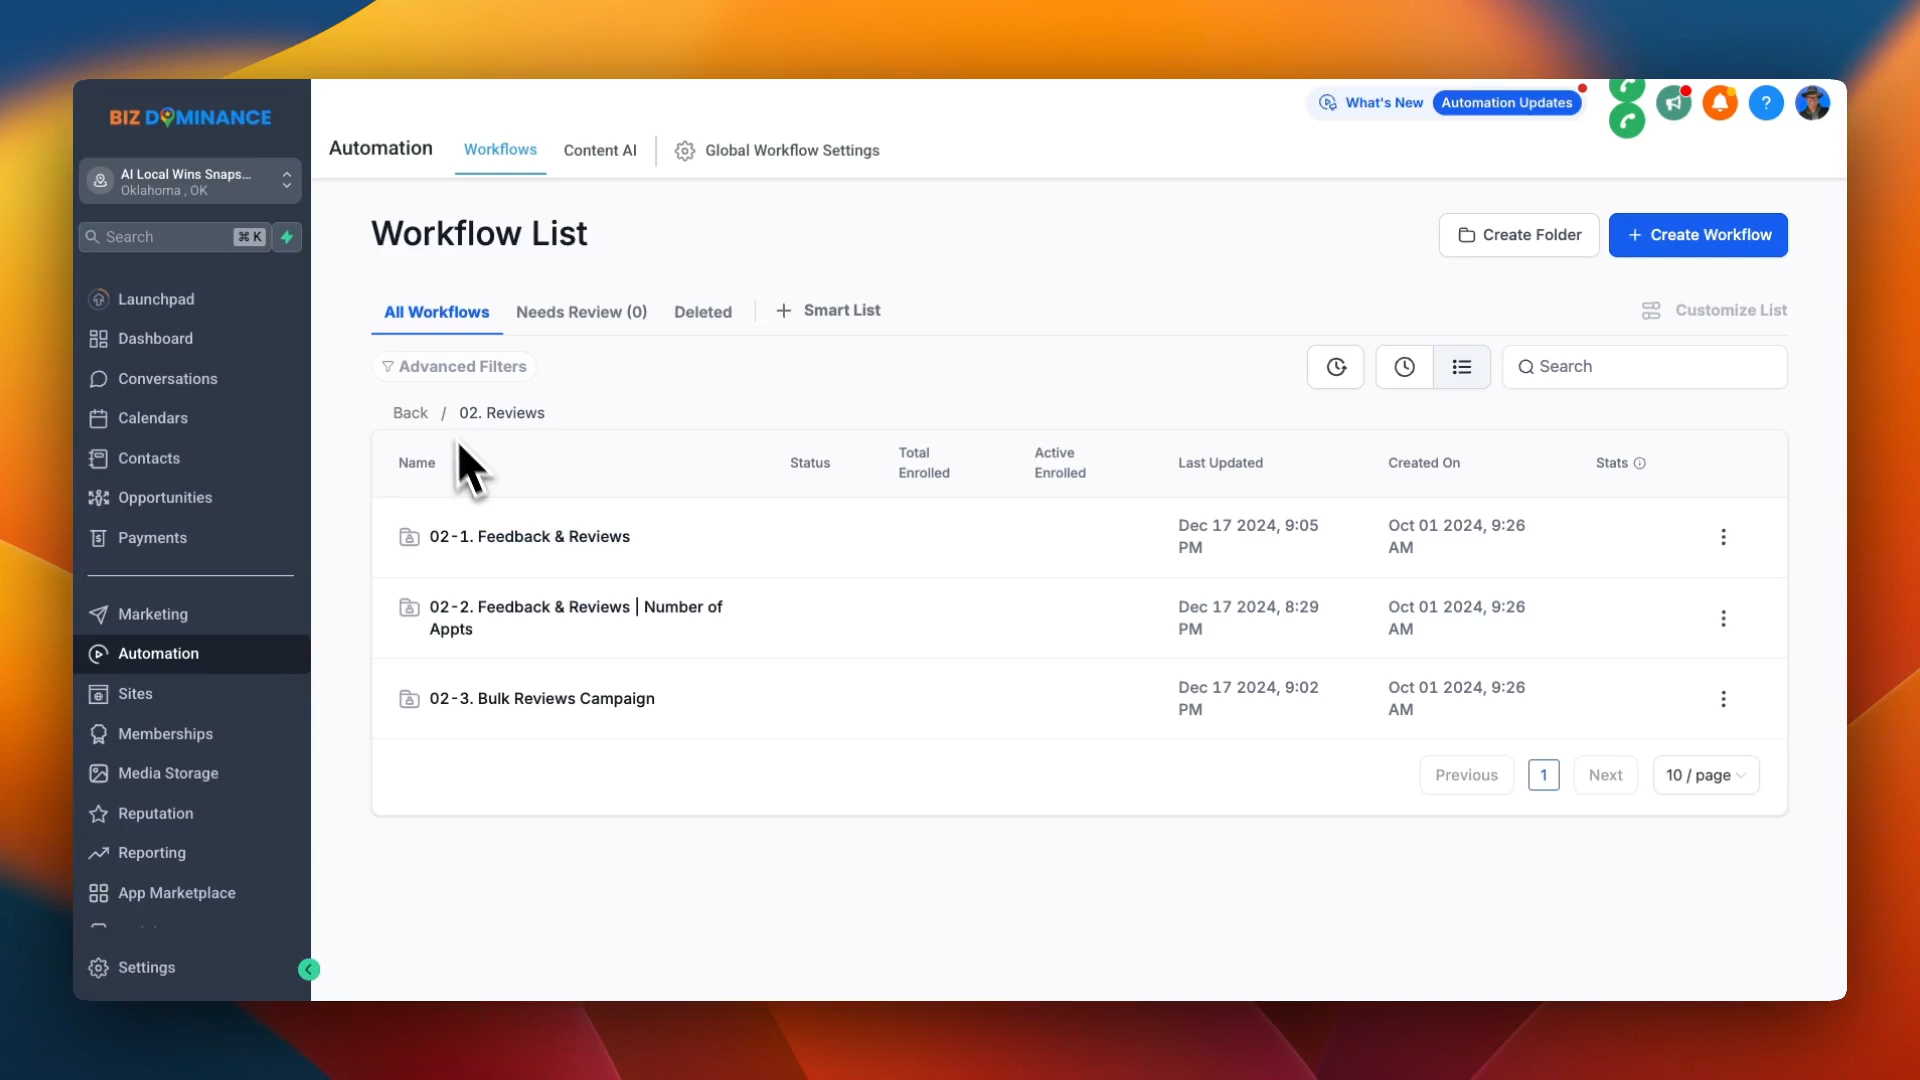 BIZ DOMINANCE
AI Local Wins Snaps...
Oklahoma , OK
Search
⌘ K
Launchpad
Dashboard
Conversations
Calendars
Contacts
Opportunities
Payments
Marketing
Automation
Sites
Memberships
Media Storage
Reputation
Reporting
App Marketplace
Settings
What's New
Automation Updates
?
Automation
Workflows
Content AI
Global Workflow Settings
Workflow List
Create Folder
+ Create Workflow
All Workflows
Needs Review (0)
Deleted
+ Smart List
Customize List
Advanced Filters
Search
Back / 02. Reviews
Name
Status
Total
Enrolled
Active
Enrolled
Last Updated
Created On
Stats
02-1. Feedback & Reviews
Dec 17 2024, 9:05
PM
Oct 01 2024, 9:26
AM
02-2. Feedback & Reviews | Number of
Appts
Dec 17 2024, 8:29
PM
Oct 01 2024, 9:26
AM
02-3. Bulk Reviews Campaign
Dec 17 2024, 9:02
PM
Oct 01 2024, 9:26
AM
Previous
1
Next
10 / page